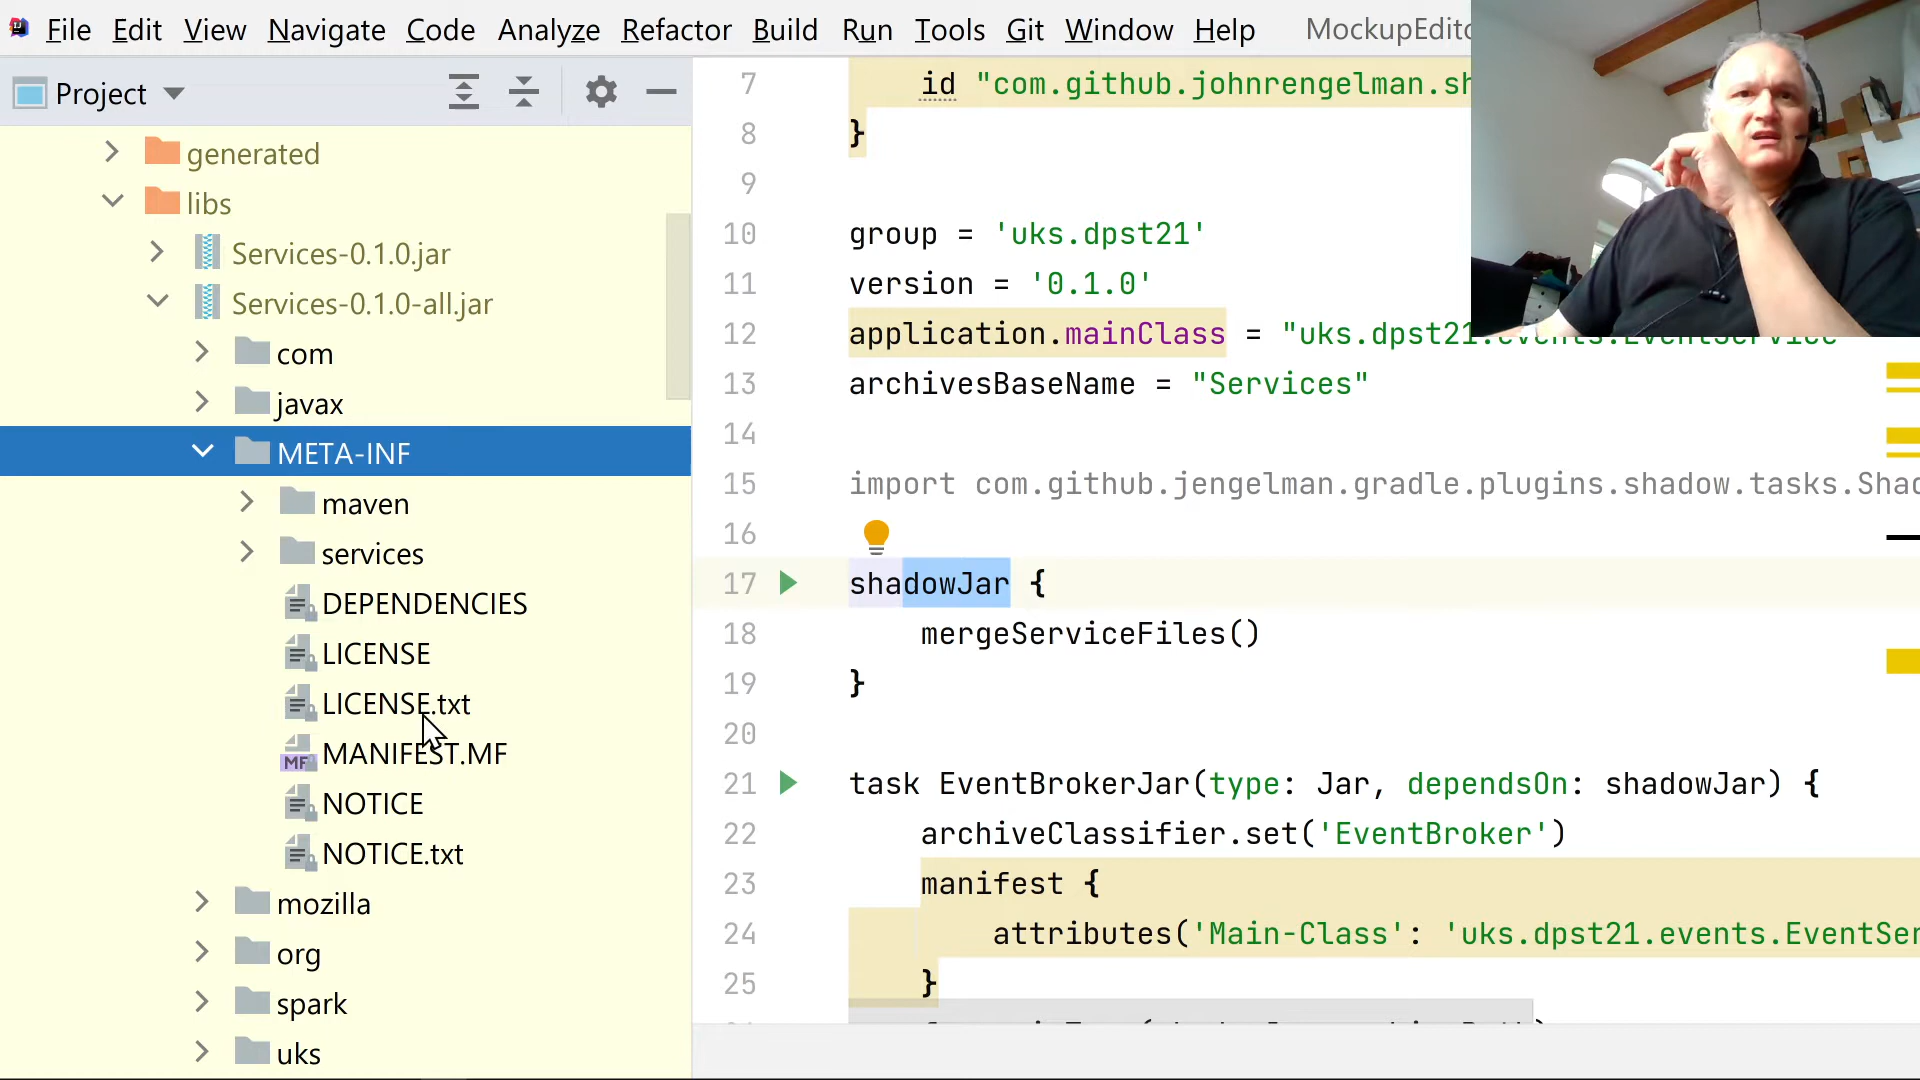 File Edit View Navigate Code Analyze Refactor Build Run Tools Git Window Help MockupEdito
Project
generated
libs
Services-0.1.0.jar
Services-0.1.0-all.jar
com
javax
META-INF
maven
services
DEPENDENCIES
LICENSE
LICENSE.txt
MF MANIFEST.MF
NOTICE
NOTICE.txt
mozilla
org
spark
uks
7 id "com.github.johnrengelman.sh
8 }
9
10 group = 'uks.dpst21'
11 version = '0.1.0'
12 application.mainClass = "uks.dpst21.events.EventService
13 archivesBaseName = "Services"
14
15 import com.github.jengelman.gradle.plugins.shadow.tasks.Shad
16
17 shadowJar {
18 mergeServiceFiles()
19 }
20
21 task EventBrokerJar(type: Jar, dependsOn: shadowJar) {
22 archiveClassifier.set('EventBroker')
23 manifest {
24 attributes('Main-Class': 'uks.dpst21.events.EventSer
25 }